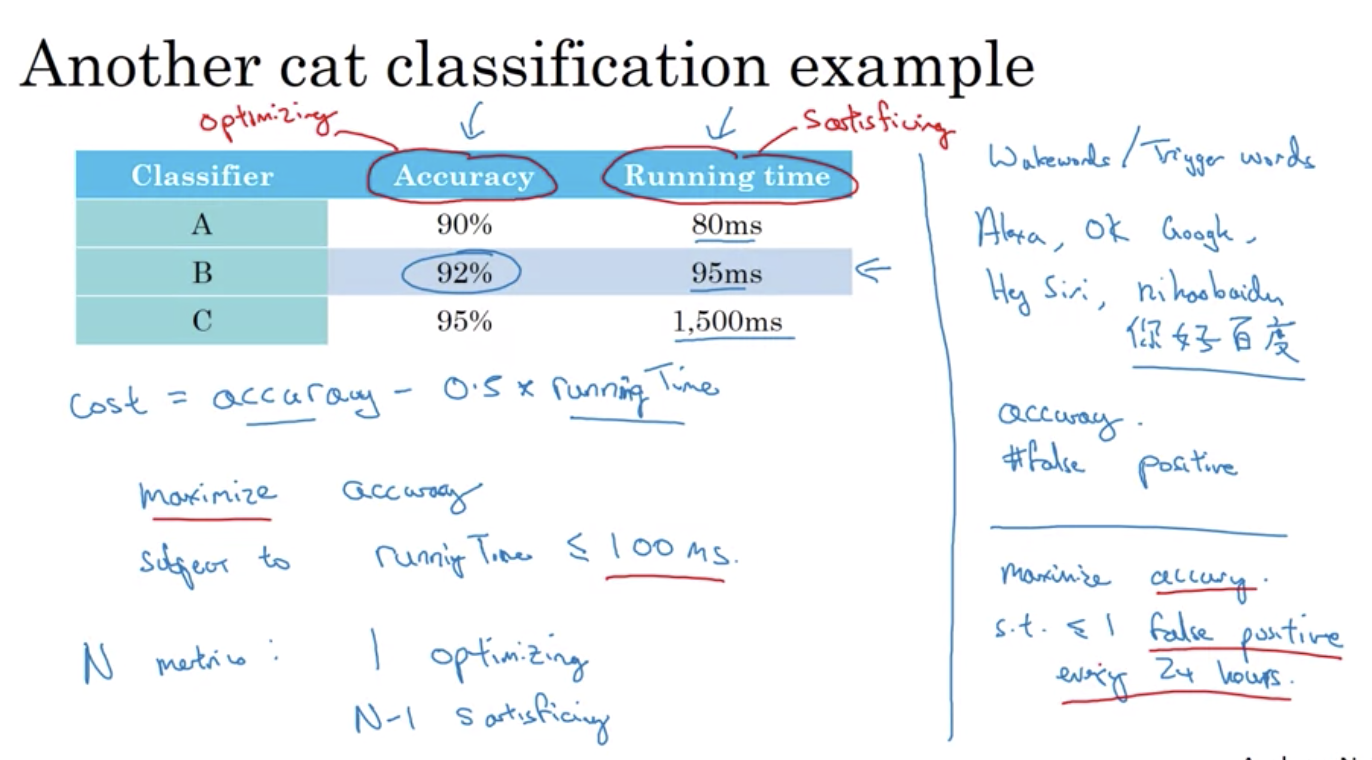 Another cat classification example
optimizing
Satisficing
Classifier Accuracy Running time
A 90% 80ms
B 92% 95ms
C 95% 1,500ms
Cost = accuracy - 0.5 x running Time
maximize accuracy
subject to running Time ≤ 100 ms.
N metrics: 1 optimizing
N-1 satisficing
Wakewords / Trigger words
Alexa, OK Google,
Hey Siri, nihaobaidu
你好百度
accuracy.
#false positive
maximize accuracy.
s.t. ≤ 1 false positive
every 24 hours.